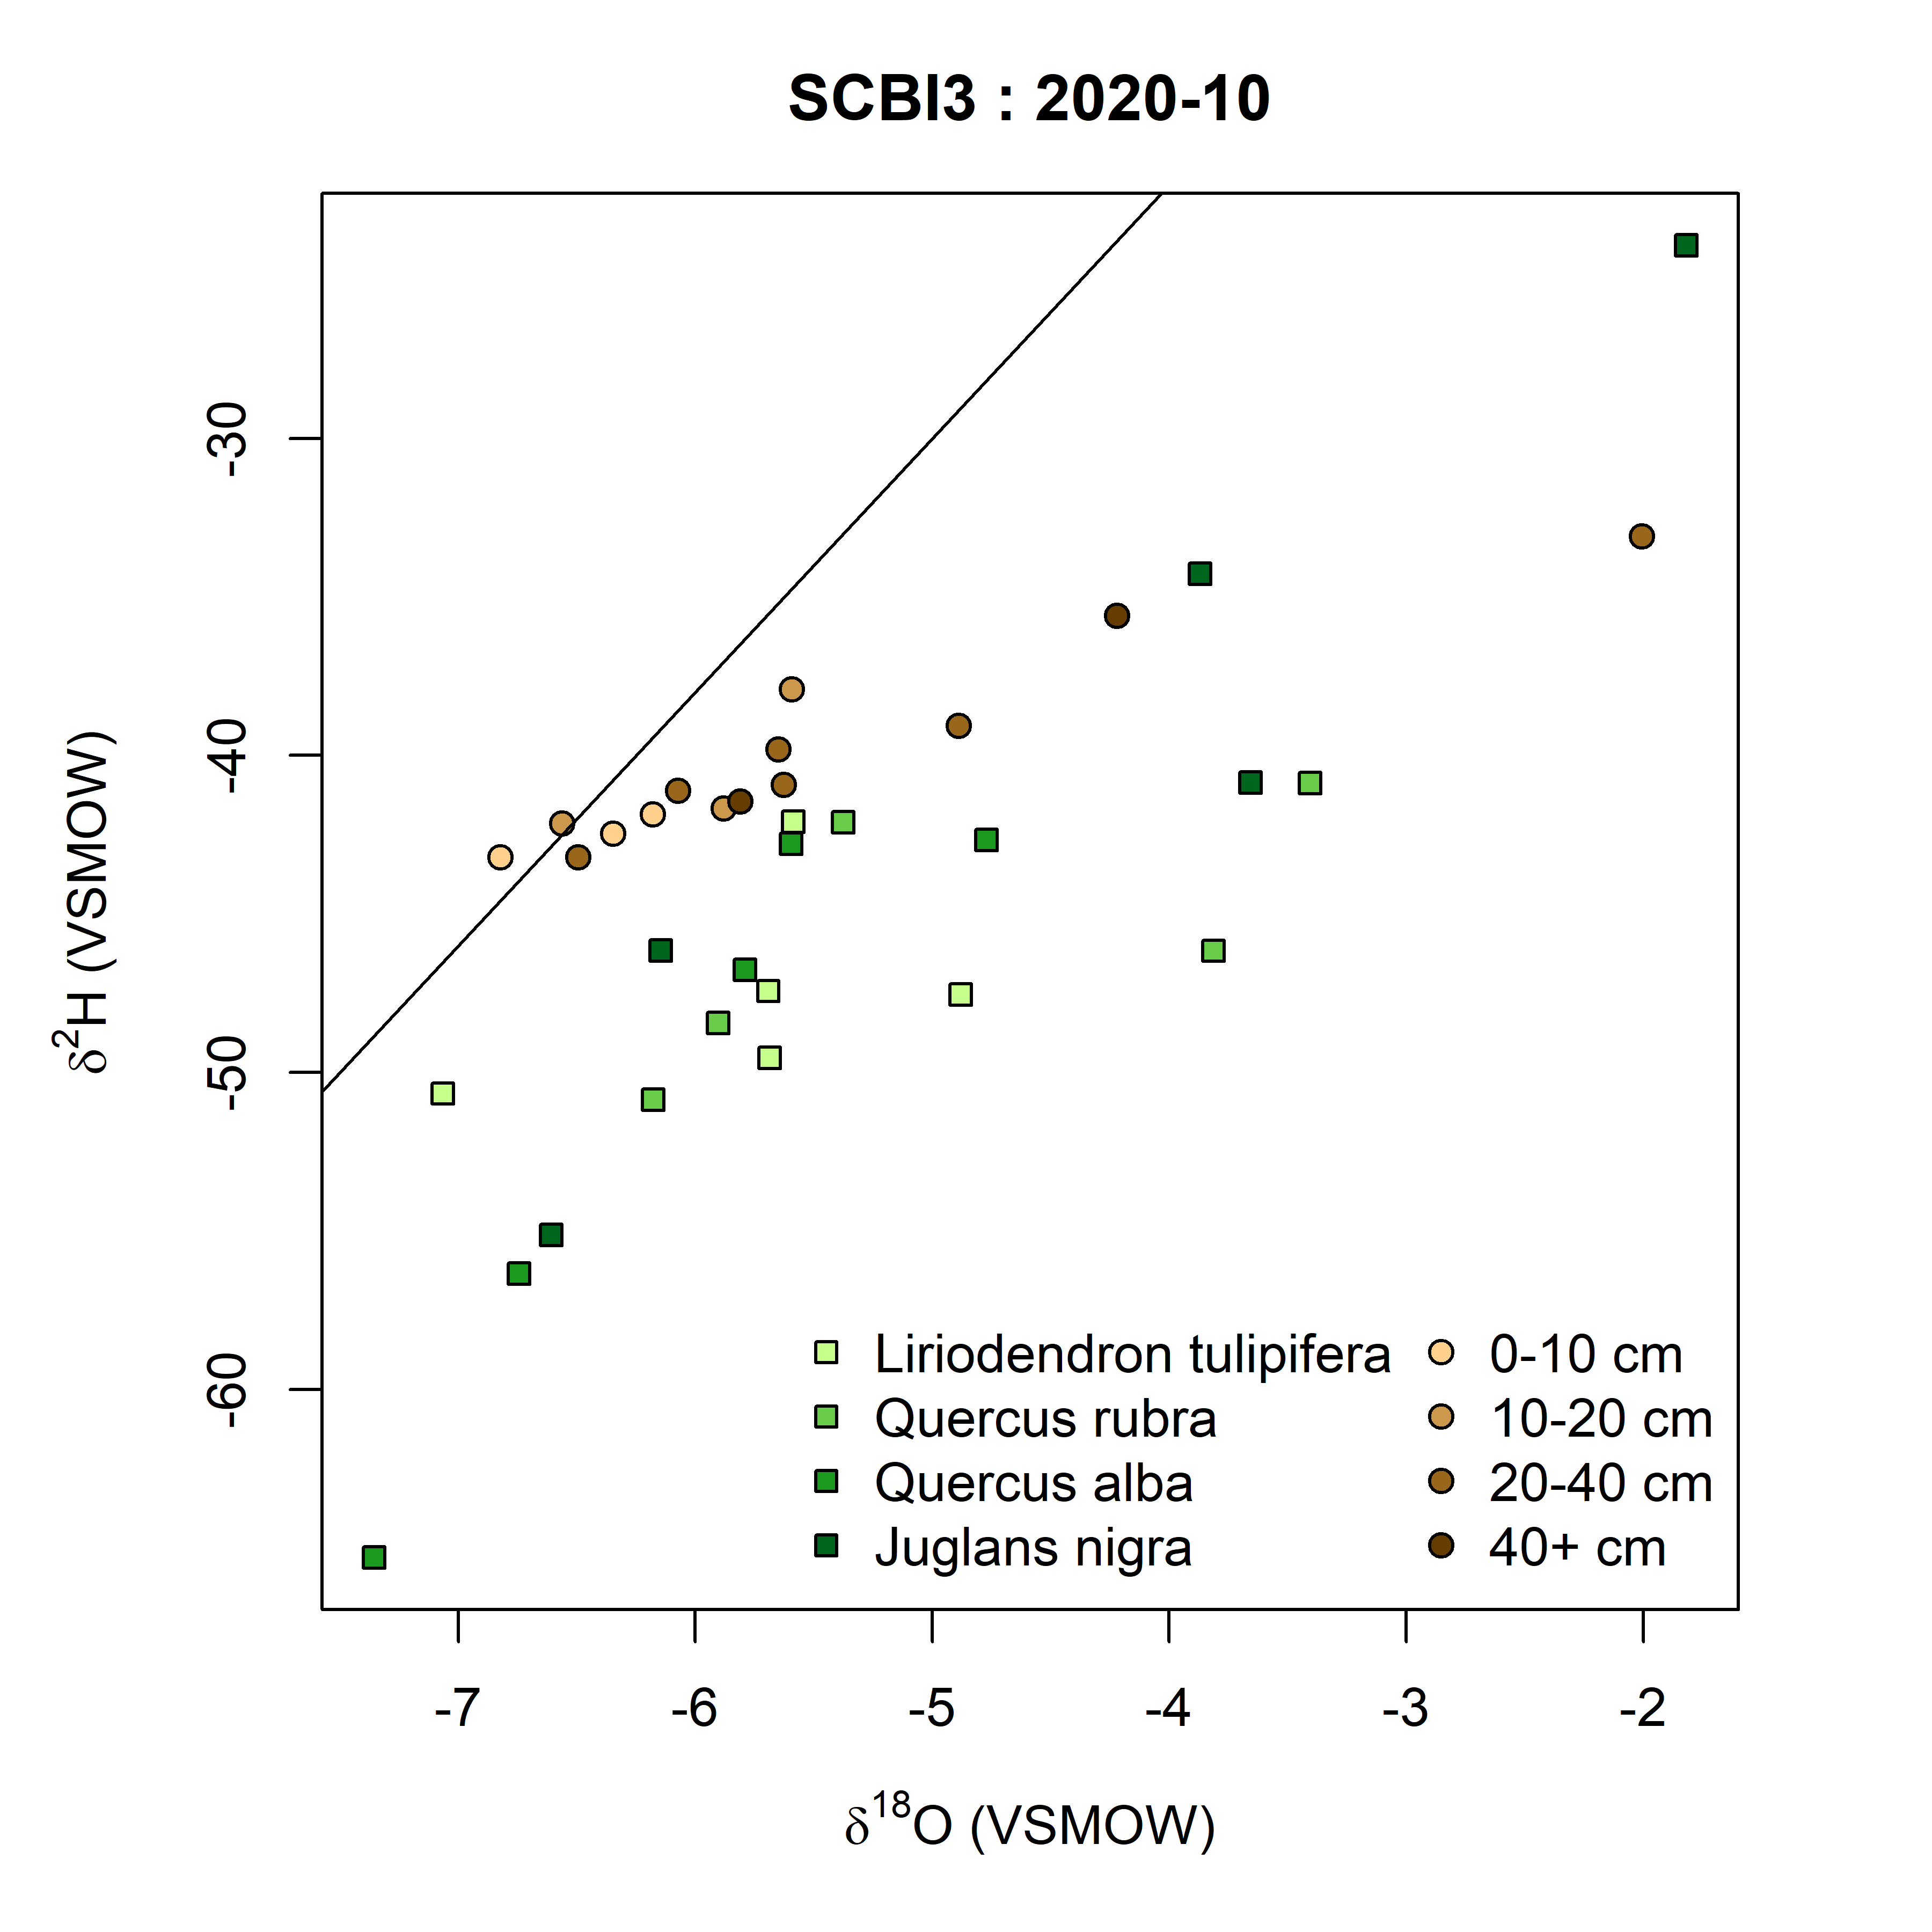 SCBI3 : 2020-10
δ²H (VSMOW)
-30
-40
-50
-60
Liriodendron tulipifera
Quercus rubra
Quercus alba
Juglans nigra
0-10 cm
10-20 cm
20-40 cm
40+ cm
-7 -6 -5 -4 -3 -2
δ¹⁸O (VSMOW)